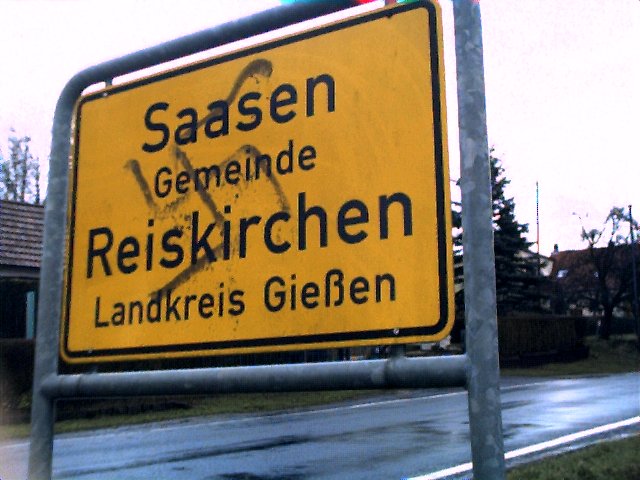 Saasen
Gemeinde
Reiskirchen
Landkreis Gießen